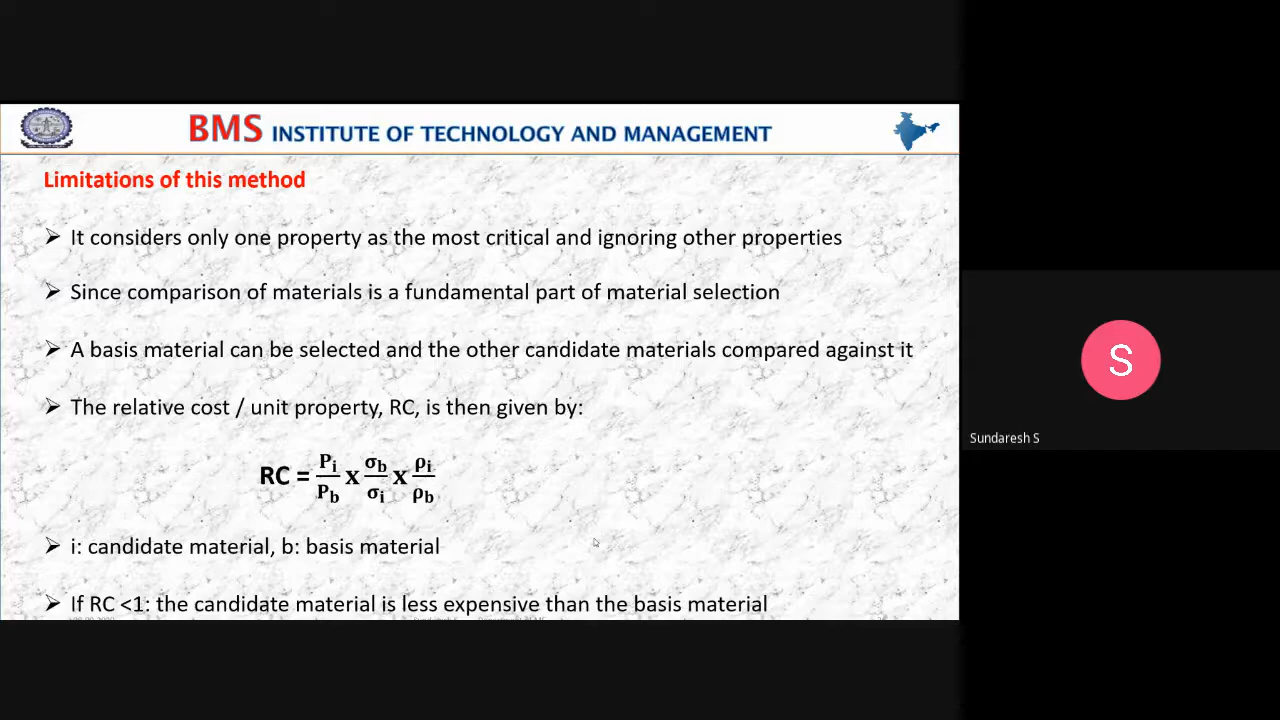 BMS INSTITUTE OF TECHNOLOGY AND MANAGEMENT
Limitations of this method
➢ It considers only one property as the most critical and ignoring other properties
➢ Since comparison of materials is a fundamental part of material selection
➢ A basis material can be selected and the other candidate materials compared against it
➢ The relative cost / unit property, RC, is then given by:
RC = Pi/Pb x σb/σi x ρi/ρb
➢ i: candidate material, b: basis material
➢ If RC <1: the candidate material is less expensive than the basis material
S
Sundaresh S